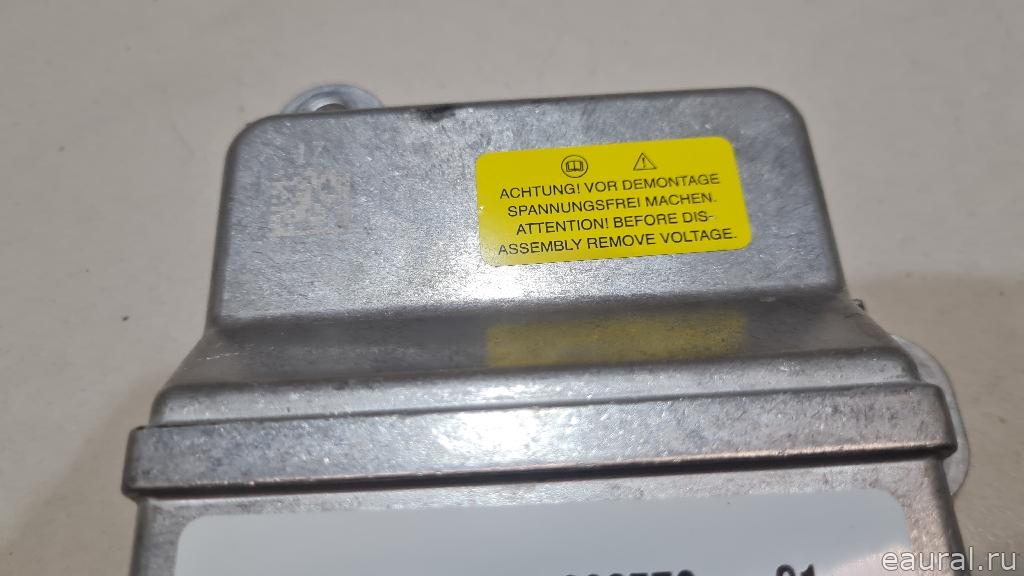 ACHTUNG! VOR DEMONTAGE
SPANNUNGSFREI MACHEN.
ATTENTION! BEFORE DIS-
ASSEMBLY REMOVE VOLTAGE.
eaural.ru